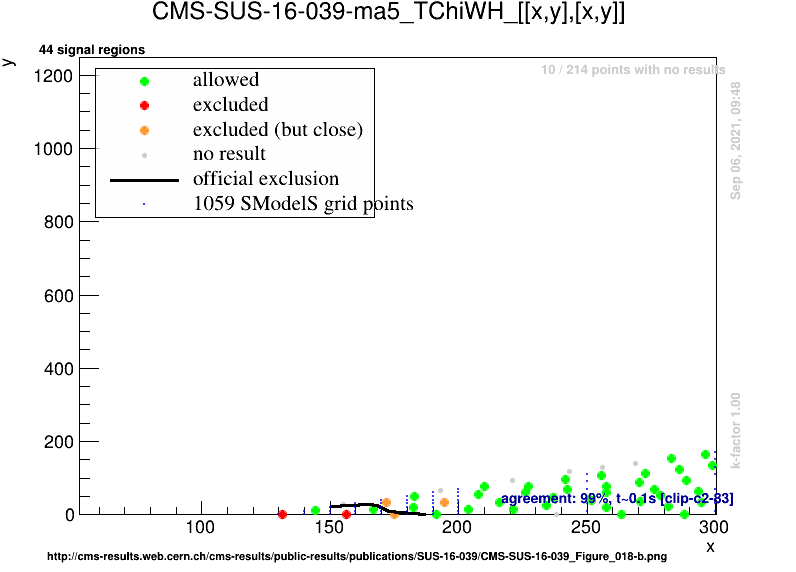 CMS-SUS-16-039-ma5_TChiWH_[[x,y],[x,y]]
44 signal regions
y
10 / 214 points with no results
allowed
excluded
excluded (but close)
no result
official exclusion
1059 SModelS grid points
Sep 06, 2021, 09:48
k-factor 1.00
1200
1000
800
600
400
200
0
agreement: 99%, t~0.1s [clip-c2-83]
100 150 200 250 300
x
http://cms-results.web.cern.ch/cms-results/public-results/publications/SUS-16-039/CMS-SUS-16-039_Figure_018-b.png